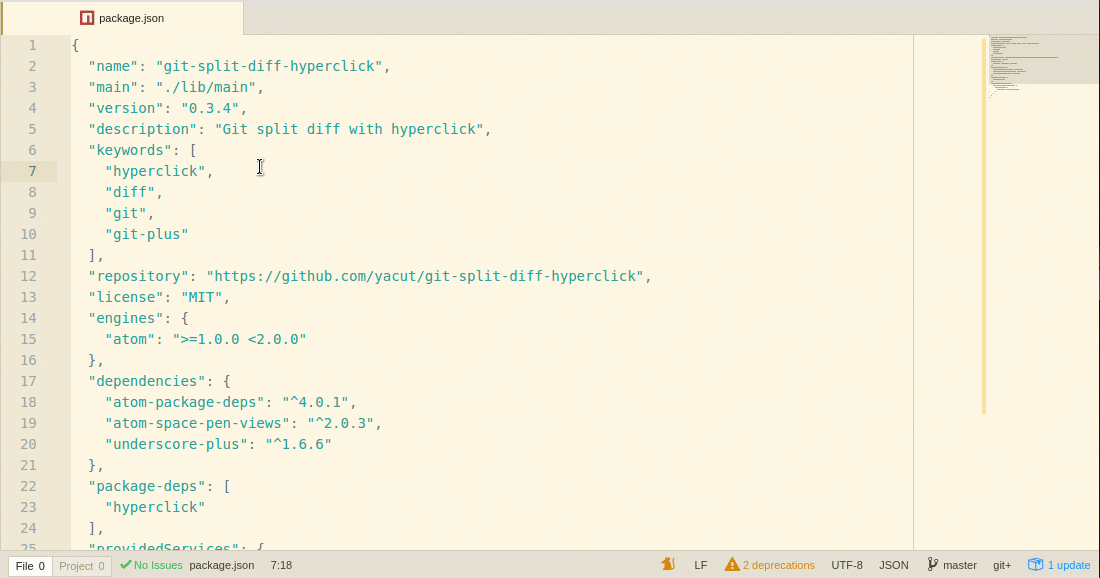 package.json
1 {
2 "name": "git-split-diff-hyperclick",
3 "main": "./lib/main",
4 "version": "0.3.4",
5 "description": "Git split diff with hyperclick",
6 "keywords": [
7 "hyperclick",
8 "diff",
9 "git",
10 "git-plus"
11 ],
12 "repository": "https://github.com/yacut/git-split-diff-hyperclick",
13 "license": "MIT",
14 "engines": {
15 "atom": ">=1.0.0 <2.0.0"
16 },
17 "dependencies": {
18 "atom-package-deps": "^4.0.1",
19 "atom-space-pen-views": "^2.0.3",
20 "underscore-plus": "^1.6.6"
21 },
22 "package-deps": [
23 "hyperclick"
24 ],
25 "providedServices": {
File 0 Project 0 No Issues package.json 7:18 LF 2 deprecations UTF-8 JSON master git+ 1 update